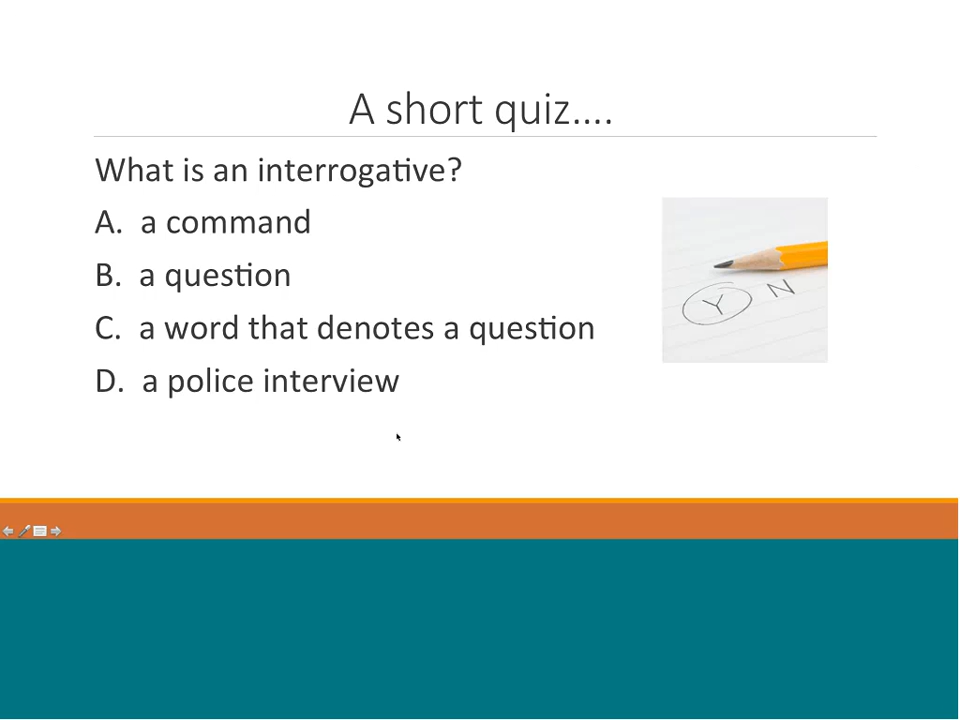 A short quiz....
What is an interrogative?
A. a command
B. a question
C. a word that denotes a question
D. a police interview
Y N